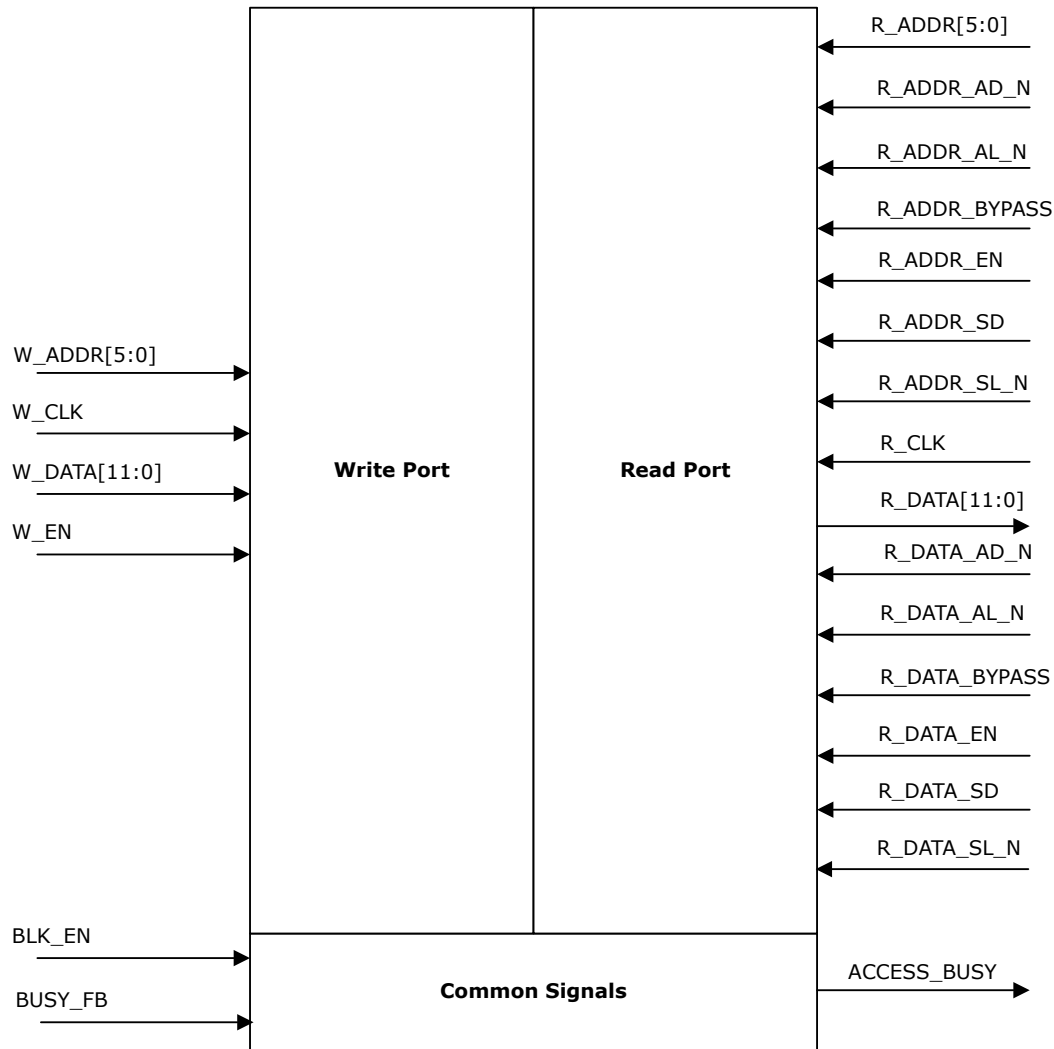 W_ADDR[5:0]
W_CLK
W_DATA[11:0]
W_EN
BLK_EN
BUSY_FB
Write Port
Read Port
Common Signals
R_ADDR[5:0]
R_ADDR_AD_N
R_ADDR_AL_N
R_ADDR_BYPASS
R_ADDR_EN
R_ADDR_SD
R_ADDR_SL_N
R_CLK
R_DATA[11:0]
R_DATA_AD_N
R_DATA_AL_N
R_DATA_BYPASS
R_DATA_EN
R_DATA_SD
R_DATA_SL_N
ACCESS_BUSY